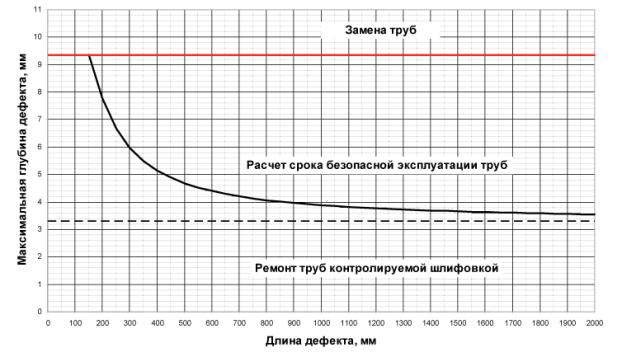 11
10
9
8
7
6
5
4
3
2
1
0
Максимальная глубина дефекта, мм
Замена труб
Расчет срока безопасной эксплуатации труб
Ремонт труб контролируемой шлифовкой
0 100 200 300 400 500 600 700 800 900 1000 1100 1200 1300 1400 1500 1600 1700 1800 1900 2000
Длина дефекта, мм